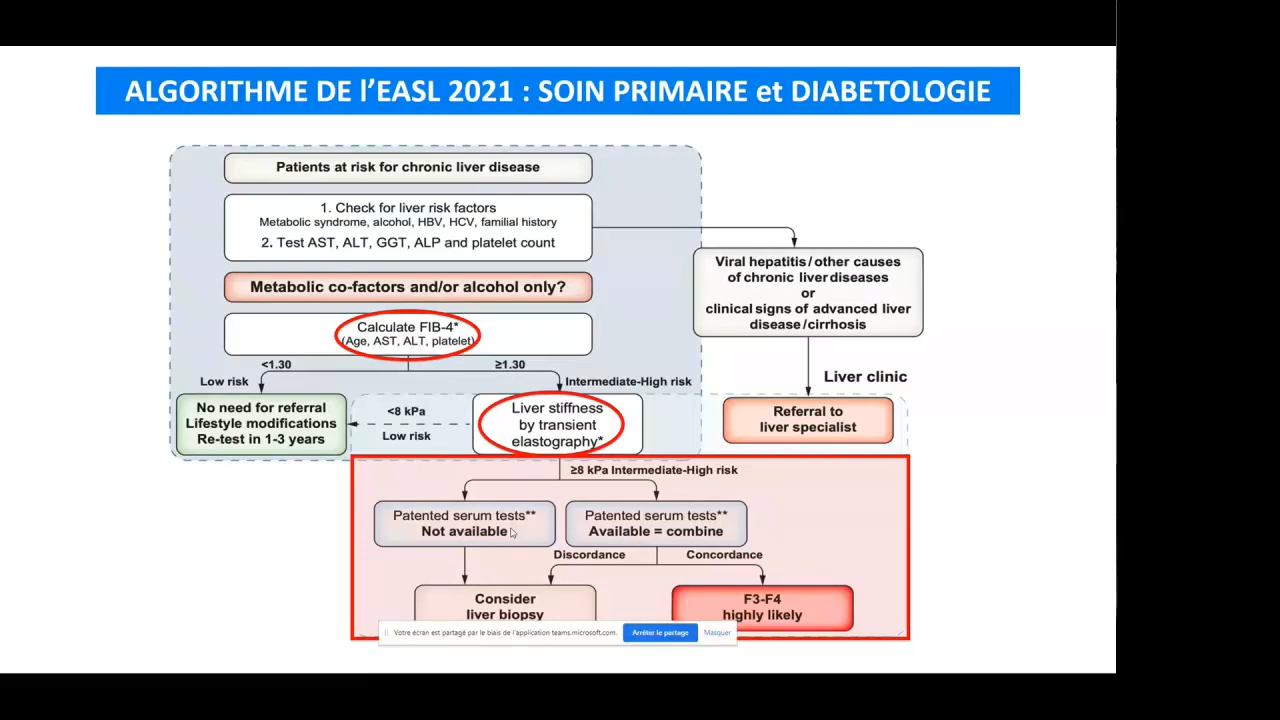 ALGORITHME DE l’EASL 2021 : SOIN PRIMAIRE et DIABETOLOGIE
Patients at risk for chronic liver disease
1. Check for liver risk factors
Metabolic syndrome, alcohol, HBV, HCV, familial history
2. Test AST, ALT, GGT, ALP and platelet count
Viral hepatitis/other causes
of chronic liver diseases
or
clinical signs of advanced liver
disease/cirrhosis
Metabolic co-factors and/or alcohol only?
Calculate FIB-4*
(Age, AST, ALT, platelet)
<1.30
≥1.30
Low risk
Intermediate-High risk
Liver clinic
No need for referral
Lifestyle modifications
Re-test in 1-3 years
<8 kPa
Low risk
Liver stiffness
by transient
elastography*
Referral to
liver specialist
≥8 kPa Intermediate-High risk
Patented serum tests**
Not available
Patented serum tests**
Available = combine
Discordance
Concordance
Consider
liver biopsy
F3-F4
highly likely
Votre écran est partagé par le biais de l'application teams.microsoft.com.
Arrêter le partage
Masquer